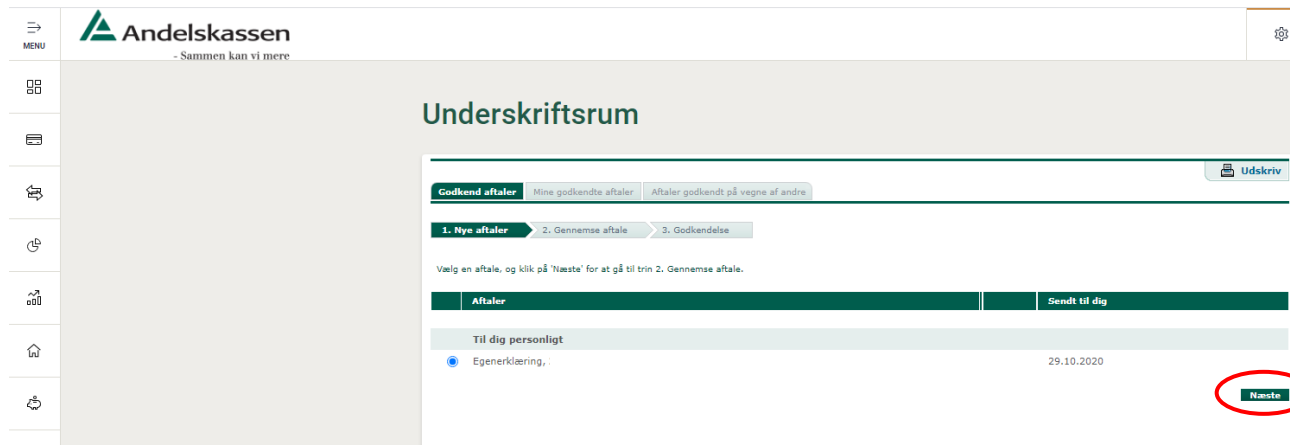 MENU
Andelskassen
- Sammen kan vi mere
Underskriftsrum
Udskriv
Godkend aftaler Mine godkendte aftaler Aftaler godkendt på vegne af andre
1. Nye aftaler 2. Gennemse aftale 3. Godkendelse
Vælg en aftale, og klik på 'Næste' for at gå til trin 2. Gennemse aftale.
Aftaler Sendt til dig
Til dig personligt
Egenerklæring, 29.10.2020
Næste